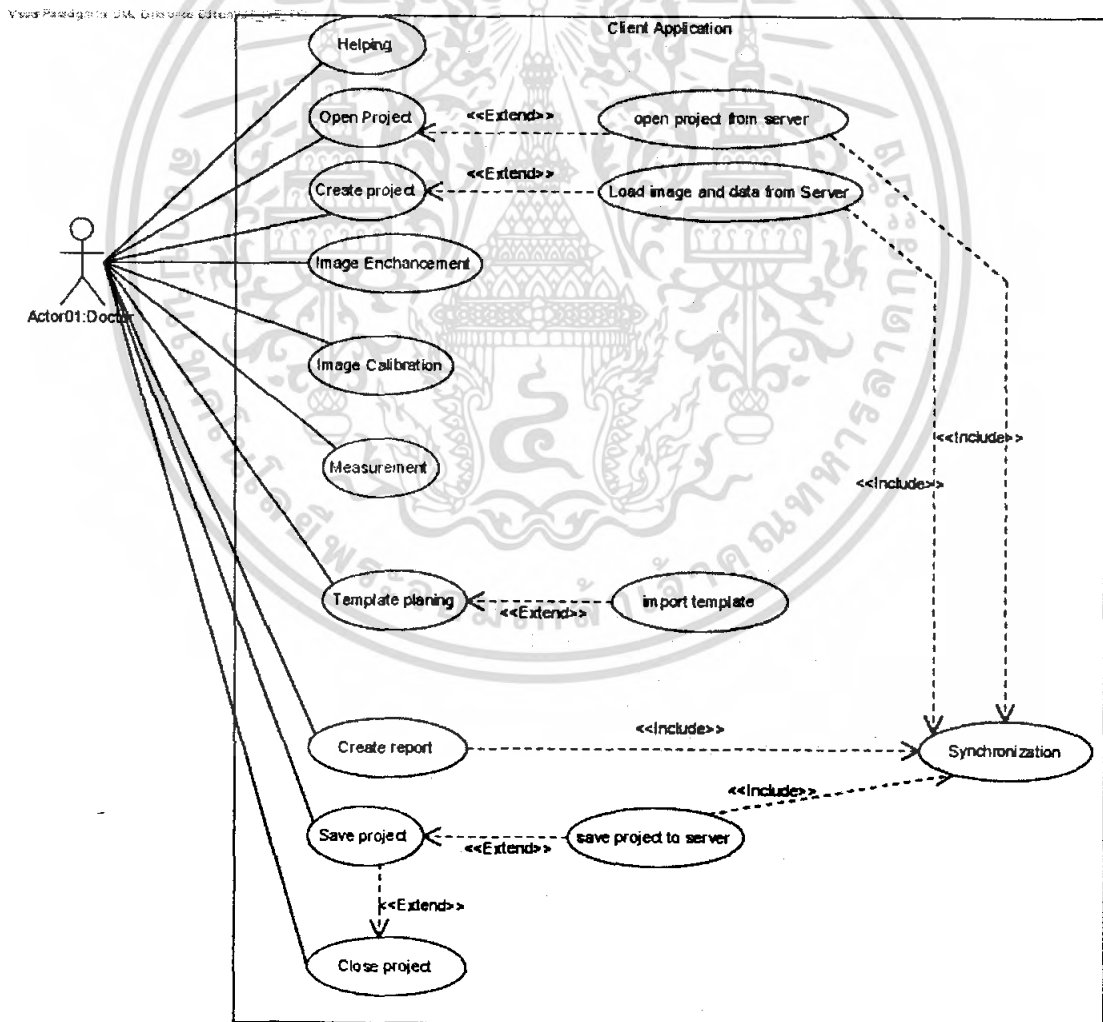 Client Application
Helping
Open Project
<<Extend>>
open project from server
Create project
<<Extend>>
Load image and data from Server
Image Enchancement
Actor01:Doctor
Image Calibration
Measurement
<<Include>>
<<Include>>
Template planing
<<Extend>>
import template
Create report
<<Include>>
Synchronization
<<Include>>
Save project
<<Extend>>
save project to server
<<Extend>>
Close project